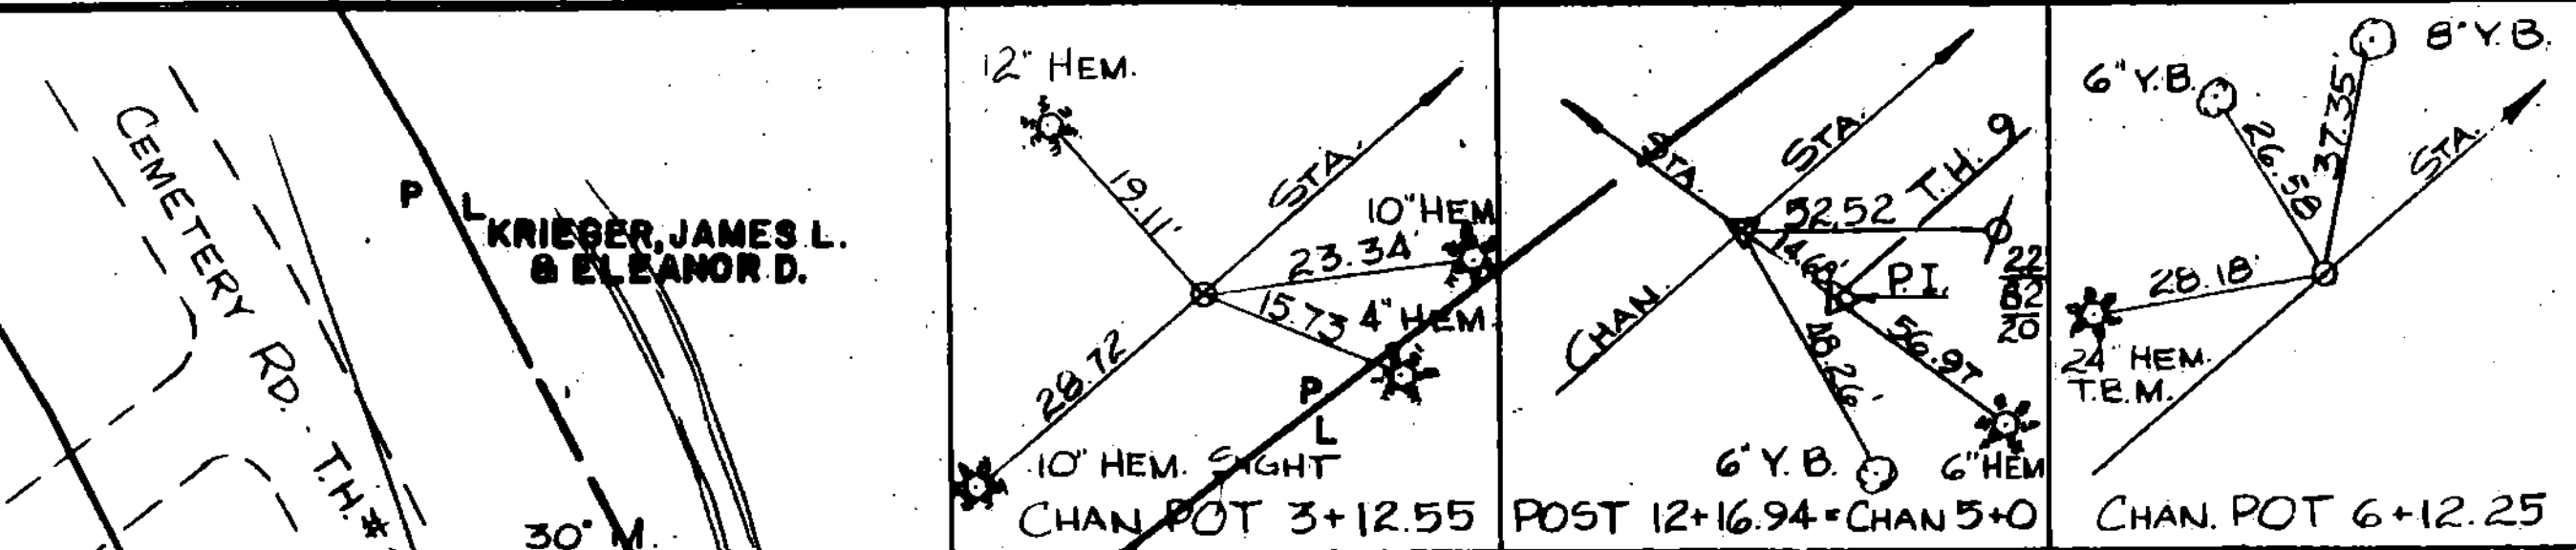 CEMETERY RD. T.H. #
P
L
KRIEGER, JAMES L.
& ELEANOR D.
30" M.
12" HEM.
19.11'
STA.
10" HEM
23.34'
15.73
4" HEM.
28.72
P
L
10" HEM. SIGHT
CHAN POT 3+12.55
STA.
STA.
T.H. 9
52.52
14.62'
P.I.
22
82
20
CHAN.
48.26
56.97
6" Y.B.
6" HEM
POST 12+16.94=CHAN 5+0
8" Y.B.
6" Y.B.
37.35'
26.58
STA.
28.18'
24" HEM.
T.B.M.
CHAN. POT 6+12.25